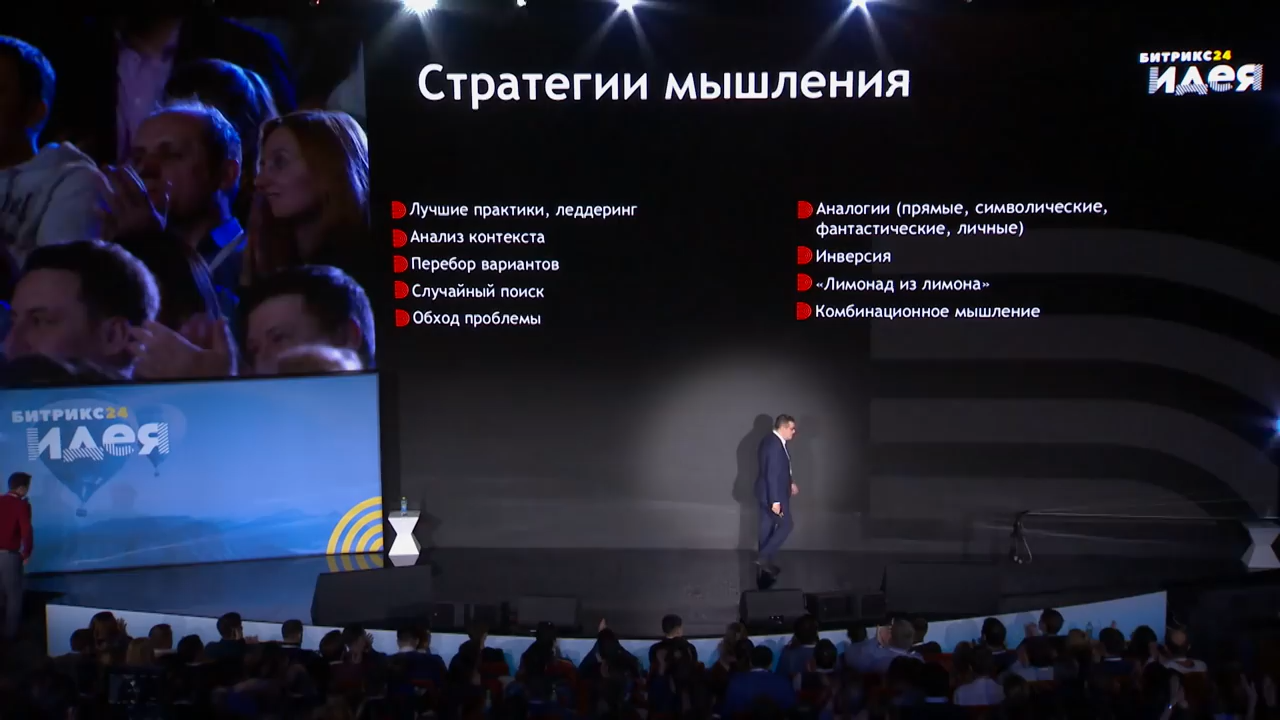 Стратегии мышления
БИТРИКС24
идея
Лучшие практики, леддеринг
Анализ контекста
Перебор вариантов
Случайный поиск
Обход проблемы
Аналогии (прямые, символические,
фантастические, личные)
Инверсия
«Лимонад из лимона»
Комбинационное мышление
БИТРИКС24
идея